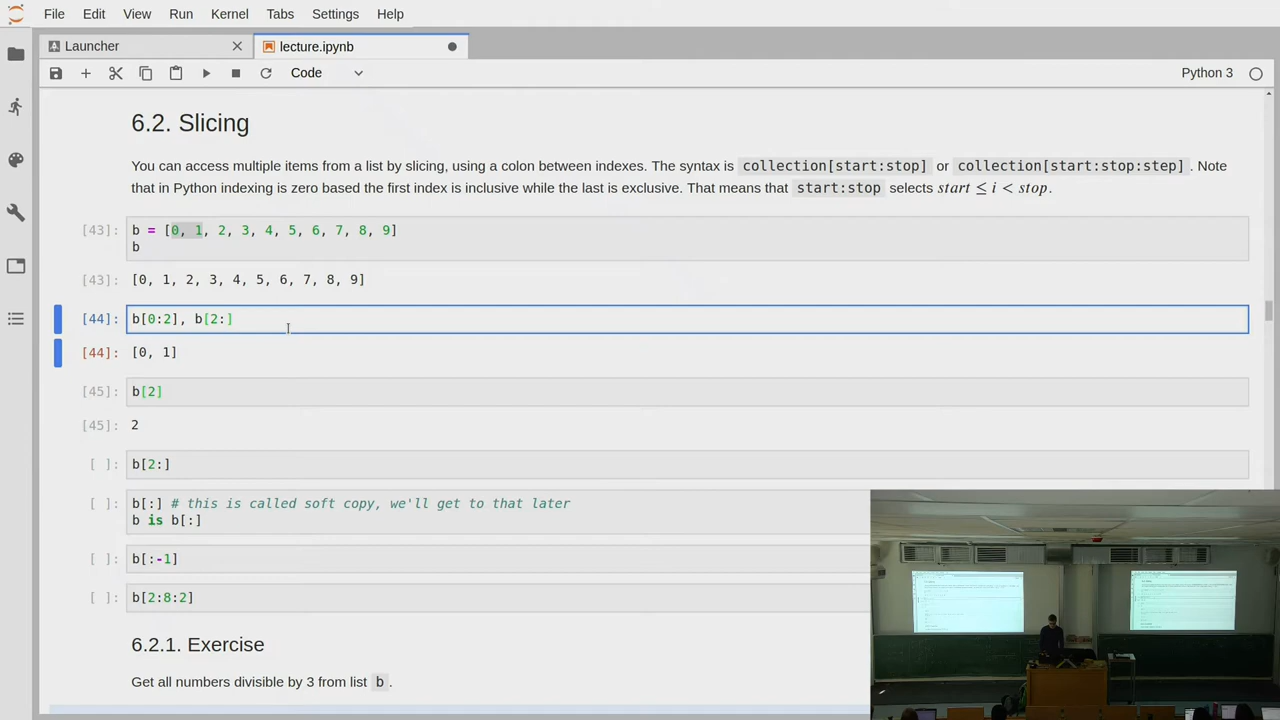 File Edit View Run Kernel Tabs Settings Help
Launcher
lecture.ipynb
Code
Python 3
6.2. Slicing
You can access multiple items from a list by slicing, using a colon between indexes. The syntax is collection[start:stop] or collection[start:stop:step]. Note
that in Python indexing is zero based the first index is inclusive while the last is exclusive. That means that start:stop selects start ≤ i < stop.
[43]: b = [0, 1, 2, 3, 4, 5, 6, 7, 8, 9]
b
[43]: [0, 1, 2, 3, 4, 5, 6, 7, 8, 9]
[44]: b[0:2], b[2:]
[44]: [0, 1]
[45]: b[2]
[45]: 2
[ ]: b[2:]
[ ]: b[:] # this is called soft copy, we'll get to that later
b is b[:]
[ ]: b[:-1]
[ ]: b[2:8:2]
6.2.1. Exercise
Get all numbers divisible by 3 from list b.